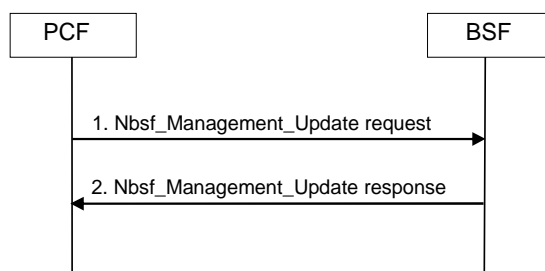 PCF
BSF
1. Nbsf_Management_Update request
2. Nbsf_Management_Update response